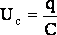 U_c = q/C